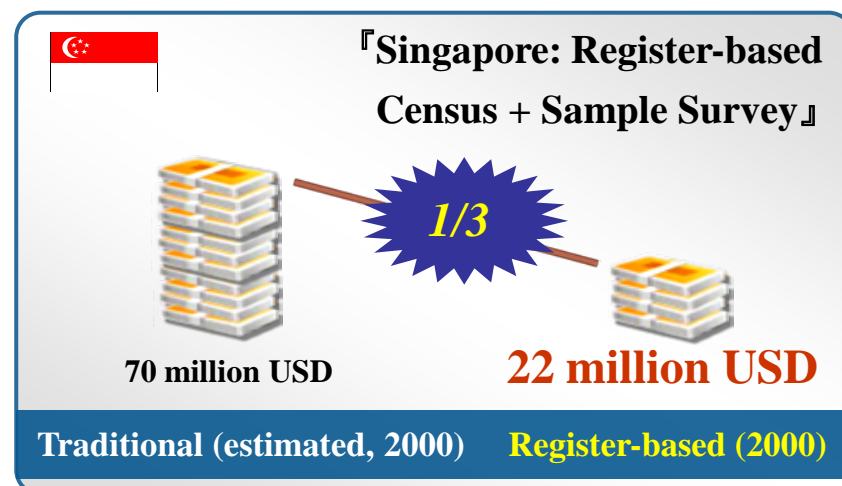 『Singapore: Register-based
Census + Sample Survey』
1/3
70 million USD
22 million USD
Traditional (estimated, 2000)
Register-based (2000)